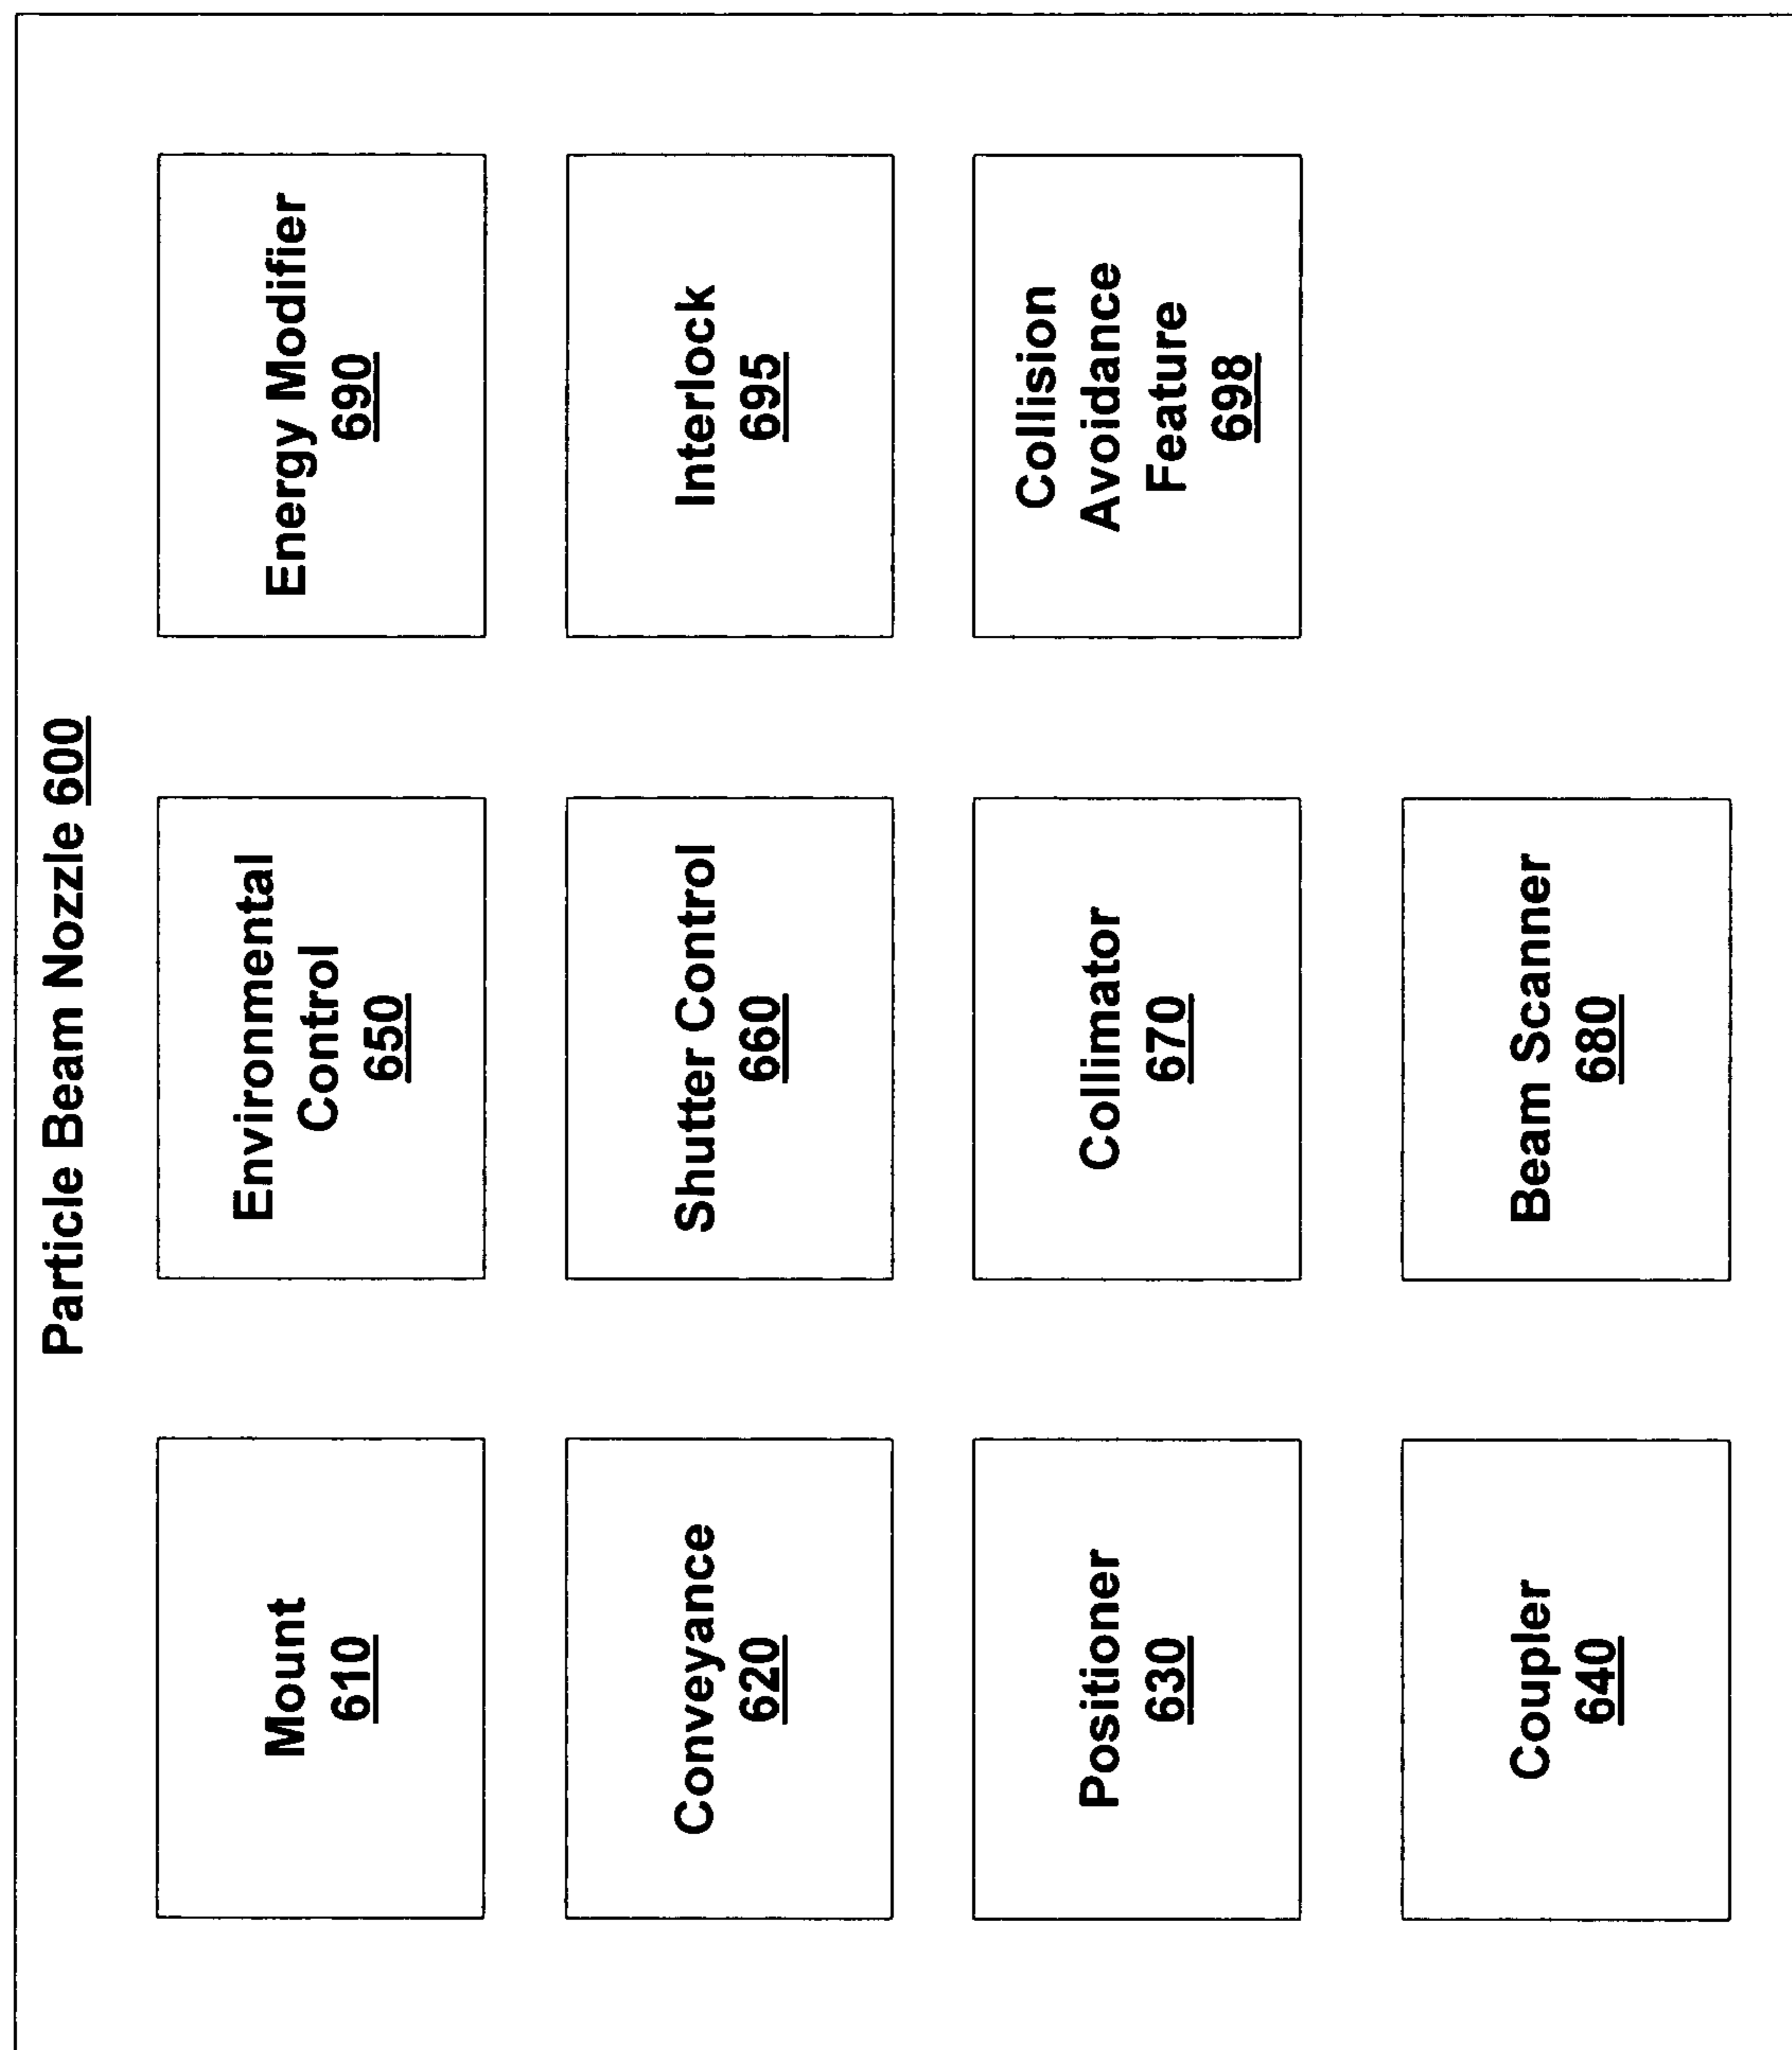 Particle Beam Nozzle 600
Mount
610
Conveyance
620
Positioner
630
Coupler
640
Environmental
Control
650
Shutter Control
660
Collimator
670
Beam Scanner
680
Energy Modifier
690
Interlock
695
Collision
Avoidance
Feature
698